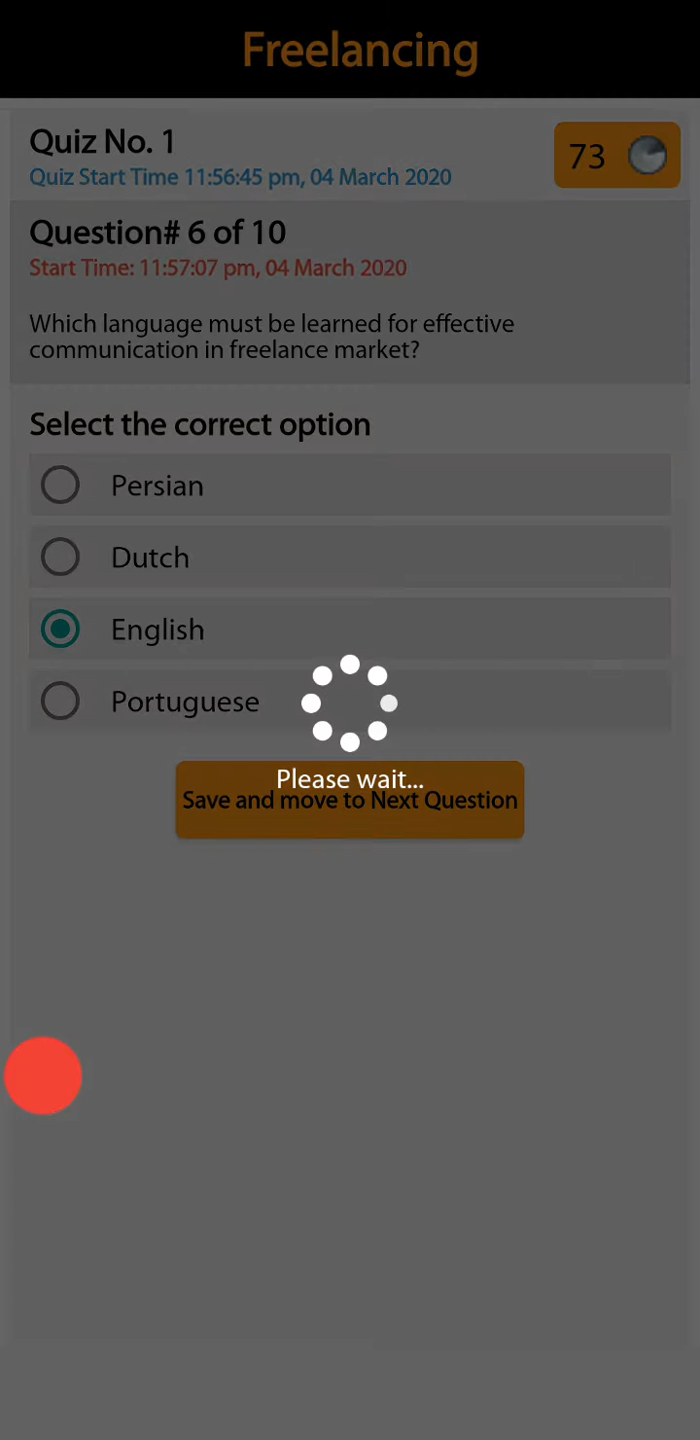 Freelancing
Quiz No. 1
Quiz Start Time 11:56:45 pm, 04 March 2020
73
Question# 6 of 10
Start Time: 11:57:07 pm, 04 March 2020
Which language must be learned for effective
communication in freelance market?
Select the correct option
Persian
Dutch
English
Portuguese
Please wait...
Save and move to Next Question